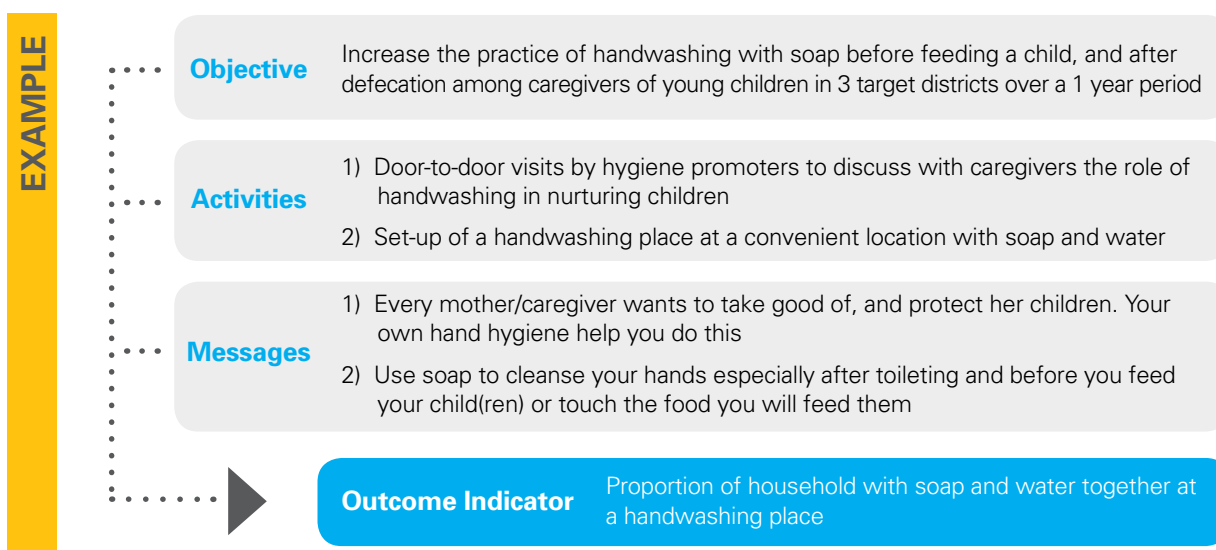 EXAMPLE
Objective
Increase the practice of handwashing with soap before feeding a child, and after
defecation among caregivers of young children in 3 target districts over a 1 year period
Activities
1) Door-to-door visits by hygiene promoters to discuss with caregivers the role of
handwashing in nurturing children
2) Set-up of a handwashing place at a convenient location with soap and water
Messages
1) Every mother/caregiver wants to take good of, and protect her children. Your
own hand hygiene help you do this
2) Use soap to cleanse your hands especially after toileting and before you feed
your child(ren) or touch the food you will feed them
Outcome Indicator
Proportion of household with soap and water together at
a handwashing place